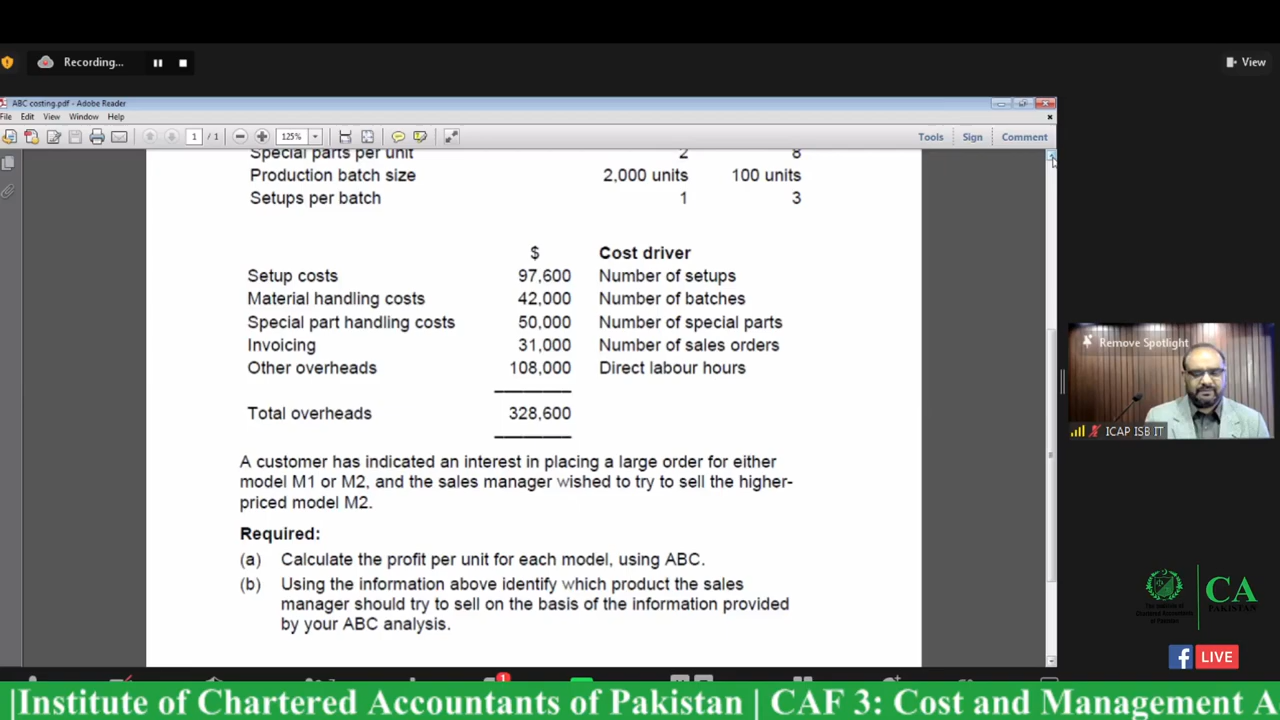 Recording...
View
ABC costing.pdf - Adobe Reader
File Edit View Window Help
1 / 1 125% Tools Sign Comment
Special parts per unit 2 8
Production batch size 2,000 units 100 units
Setups per batch 1 3
$ Cost driver
Setup costs 97,600 Number of setups
Material handling costs 42,000 Number of batches
Special part handling costs 50,000 Number of special parts
Invoicing 31,000 Number of sales orders
Other overheads 108,000 Direct labour hours
Total overheads 328,600
A customer has indicated an interest in placing a large order for either
model M1 or M2, and the sales manager wished to try to sell the higher-
priced model M2.
Required:
(a) Calculate the profit per unit for each model, using ABC.
(b) Using the information above identify which product the sales
manager should try to sell on the basis of the information provided
by your ABC analysis.
Remove Spotlight
ICAP ISB IT
The Institute of
Chartered Accountants
of Pakistan
CA
PAKISTAN
f LIVE
1
|Institute of Chartered Accountants of Pakistan | CAF 3: Cost and Management A